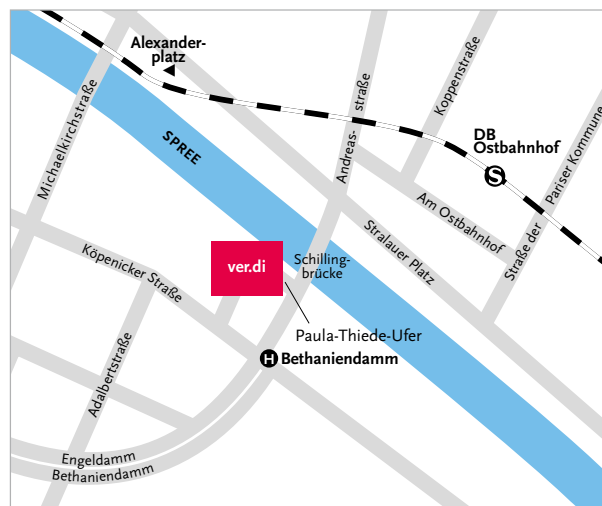 Alexander-
platz
Michaelkirchstraße
SPREE
Andreas-
straße
Koppenstraße
DB
Ostbahnhof
S
Am Ostbahnhof
Straße der
Pariser Kommune
Stralauer Platz
Köpenicker Straße
ver.di
Schilling-
brücke
Paula-Thiede-Ufer
H Bethaniendamm
Adalbertstraße
Engeldamm
Bethaniendamm